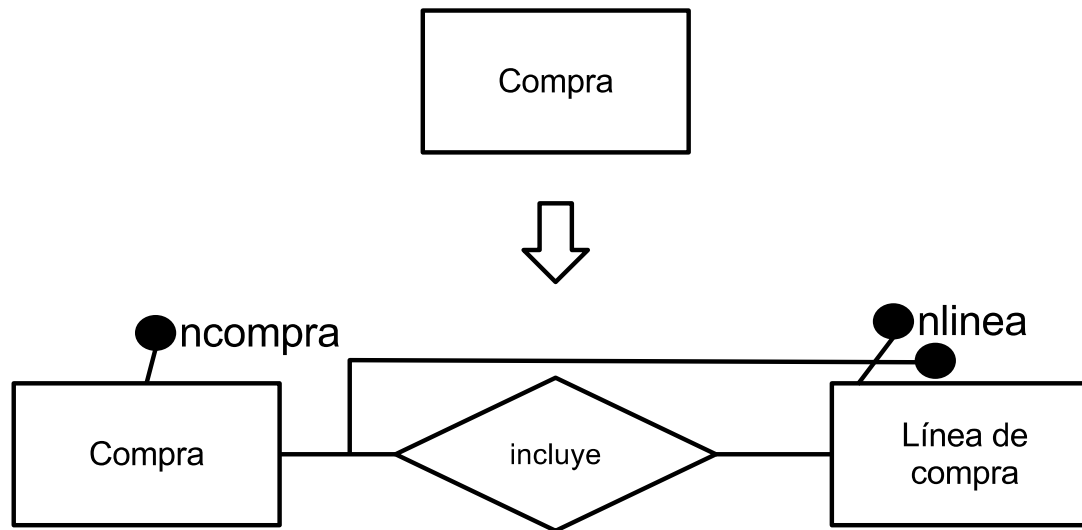 Compra
ncompra
nlinea
Compra
incluye
Línea de
compra